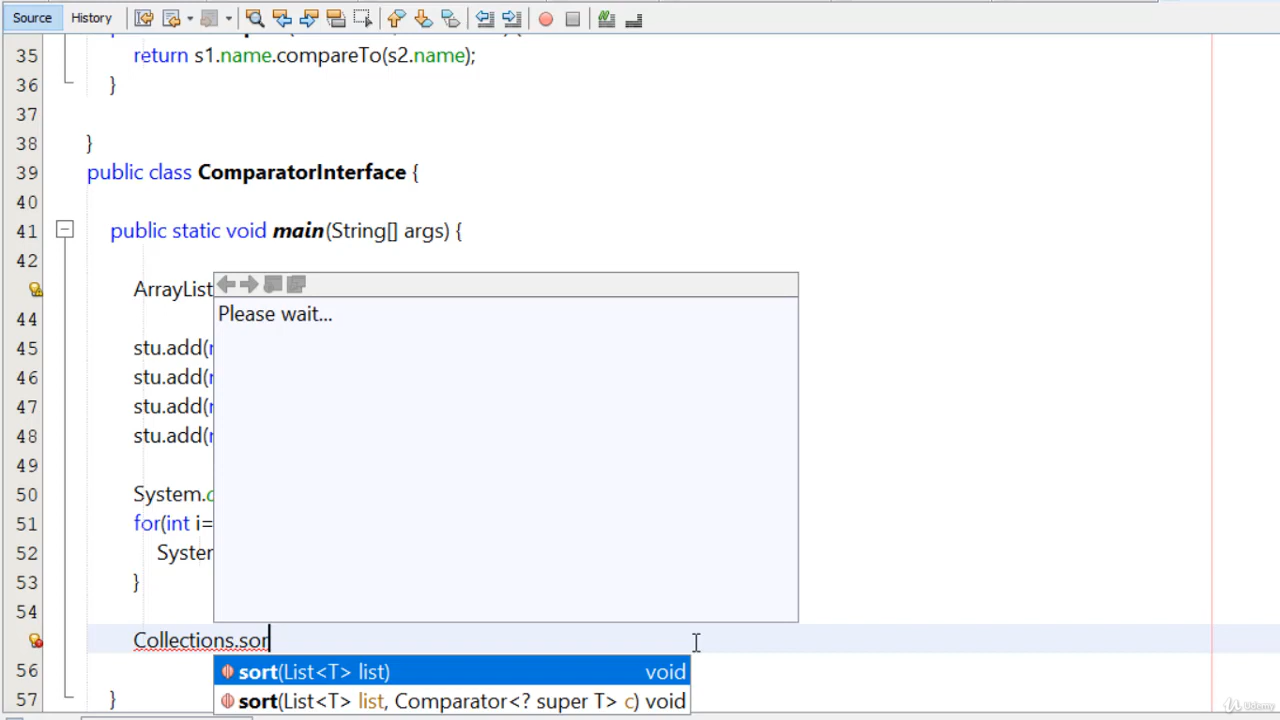 Source History
35 return s1.name.compareTo(s2.name);
36 }
37
38 }
39 public class ComparatorInterface {
40
41 public static void main(String[] args) {
42
ArrayList
Please wait...
44
45 stu.add(
46 stu.add(
47 stu.add(
48 stu.add(
49
50 System.
51 for(int i=
52 System
53 }
54
Collections.sor
56 sort(List<T> list) void
57 } sort(List<T> list, Comparator<? super T> c) void
Udemy